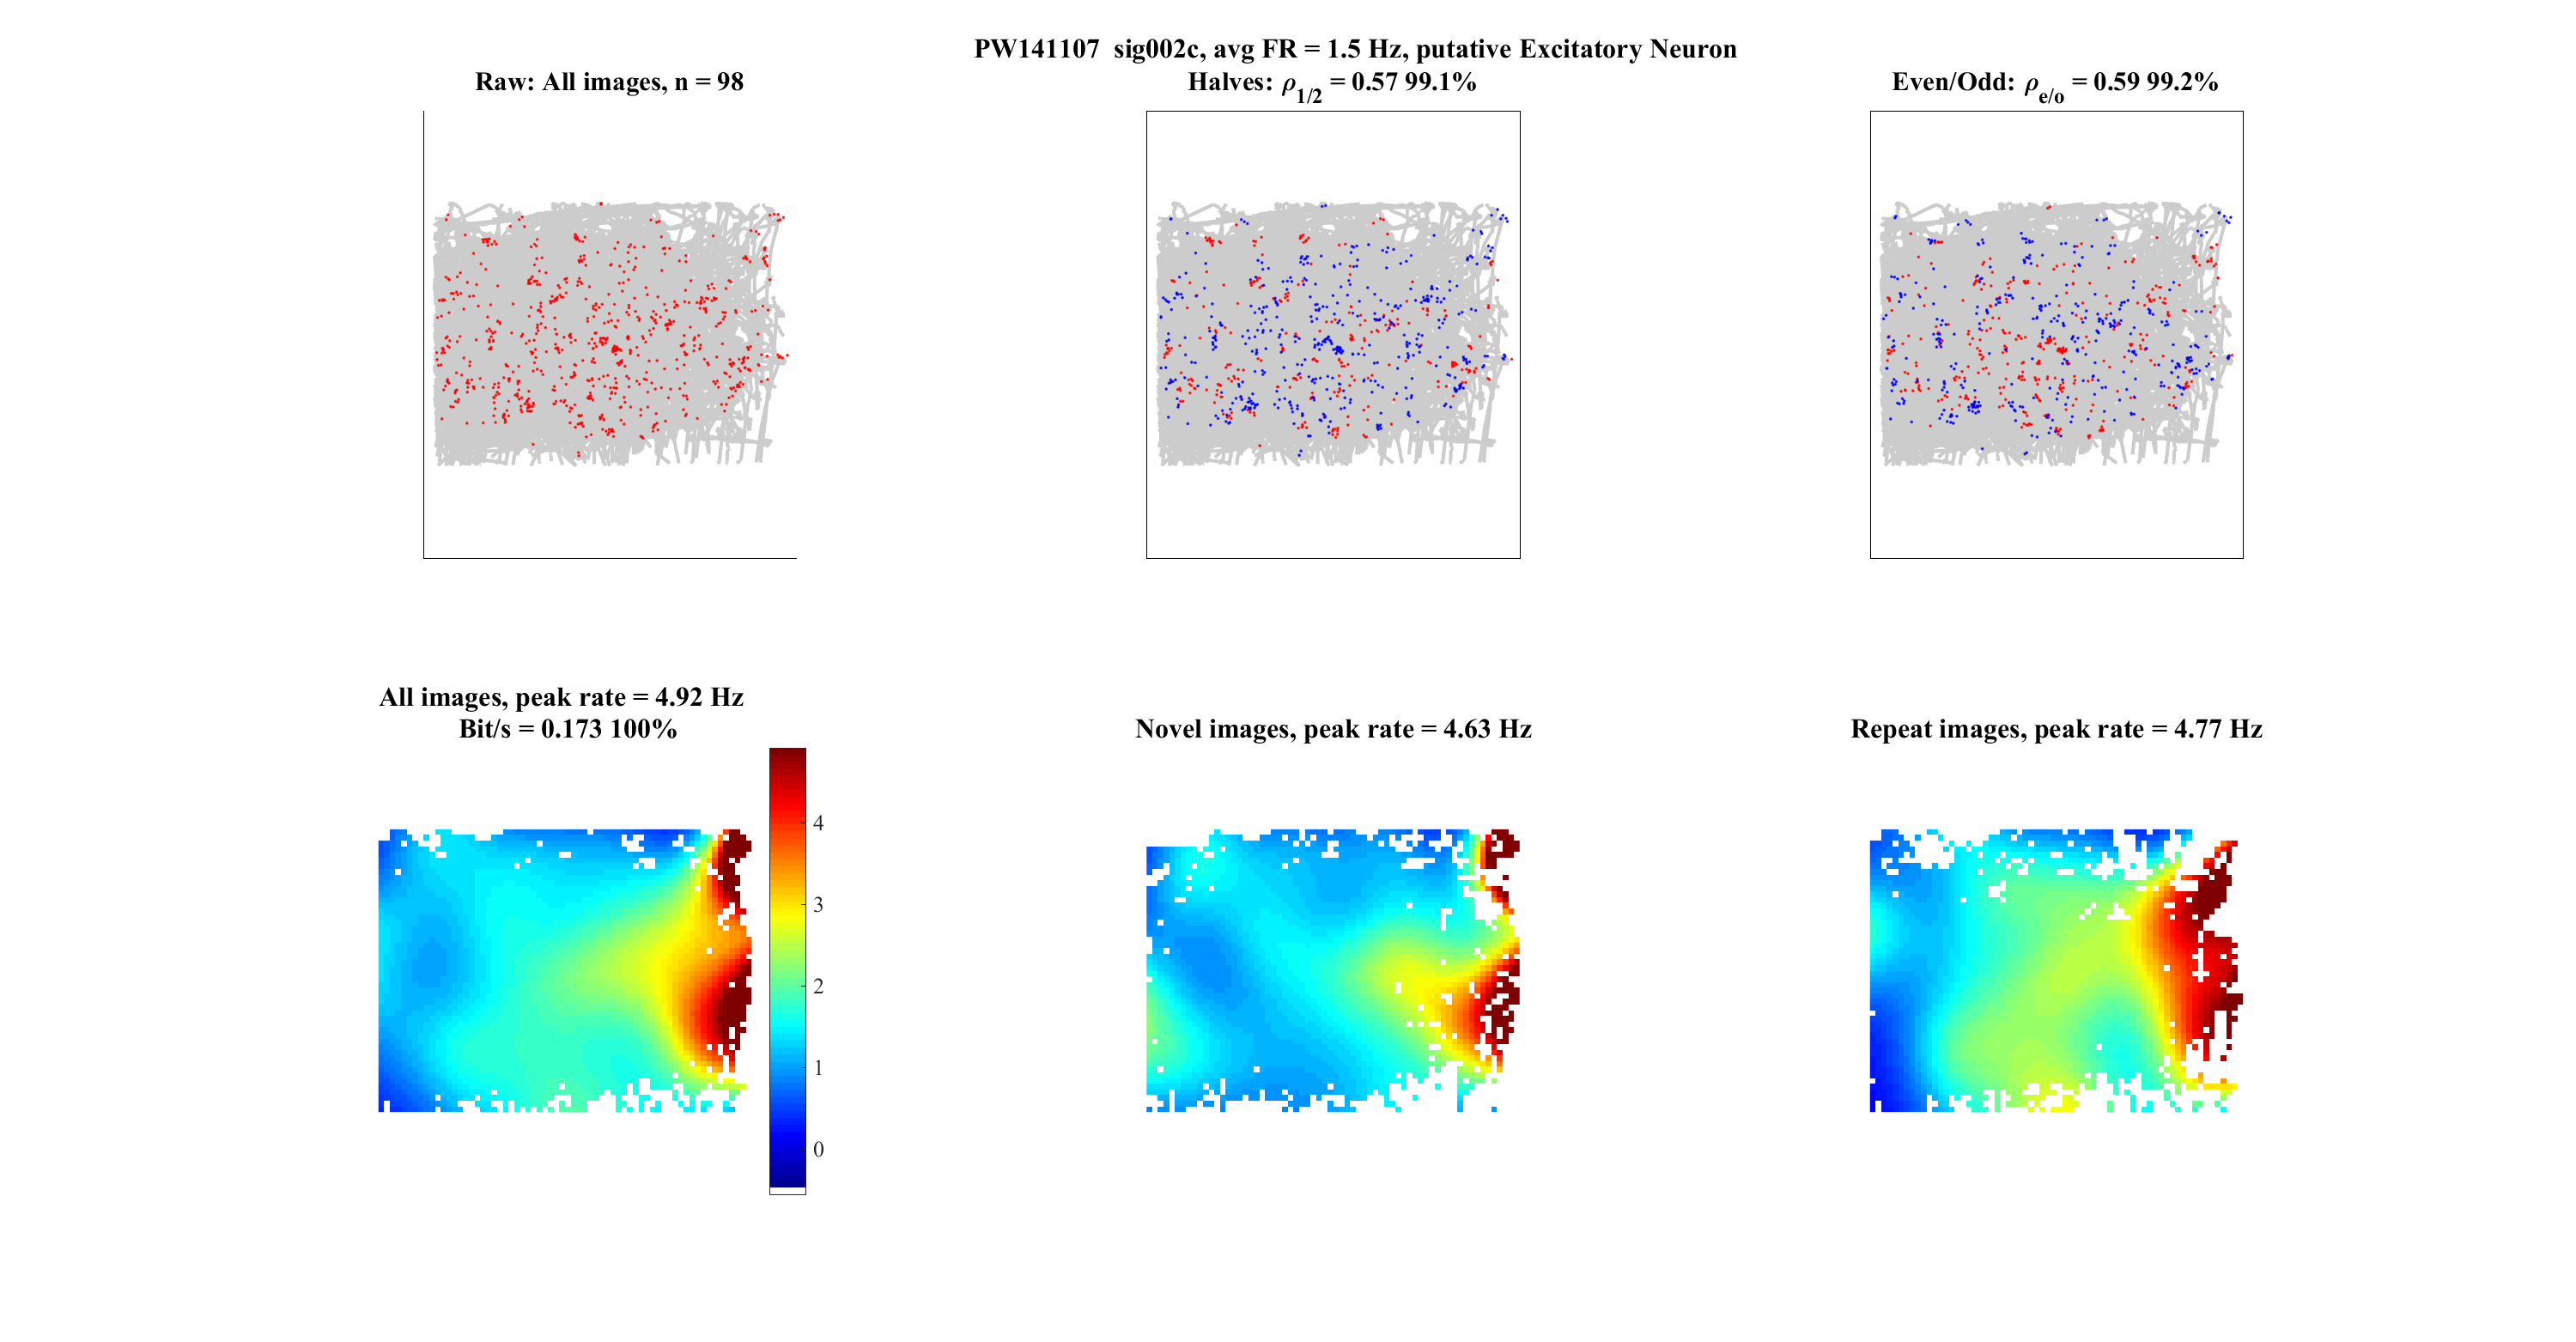 PW141107 sig002c, avg FR = 1.5 Hz, putative Excitatory Neuron
Raw: All images, n = 98
Halves: ρ1/2 = 0.57 99.1%
Even/Odd: ρe/o = 0.59 99.2%
All images, peak rate = 4.92 Hz
Bit/s = 0.173 100%
Novel images, peak rate = 4.63 Hz
Repeat images, peak rate = 4.77 Hz
4
3
2
1
0